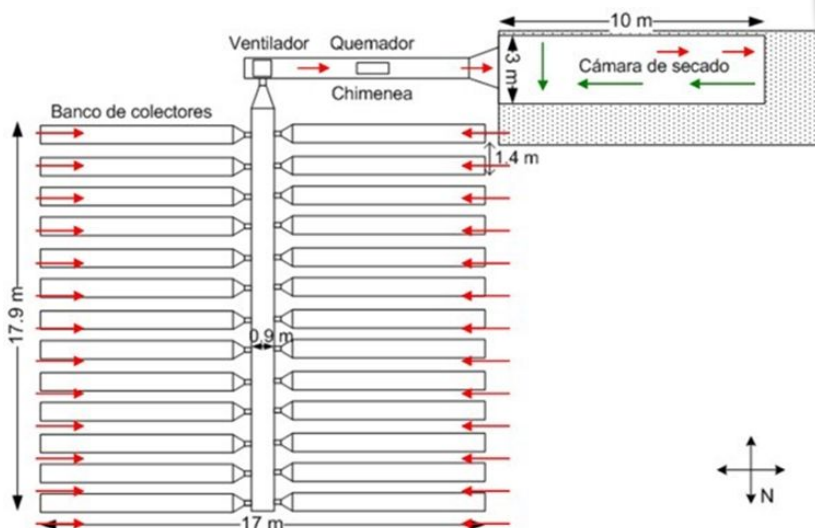 10 m
Ventilador
Quemador
3 m
Cámara de secado
Chimenea
Banco de colectores
1.4 m
17.9 m
0.9 m
N
17 m